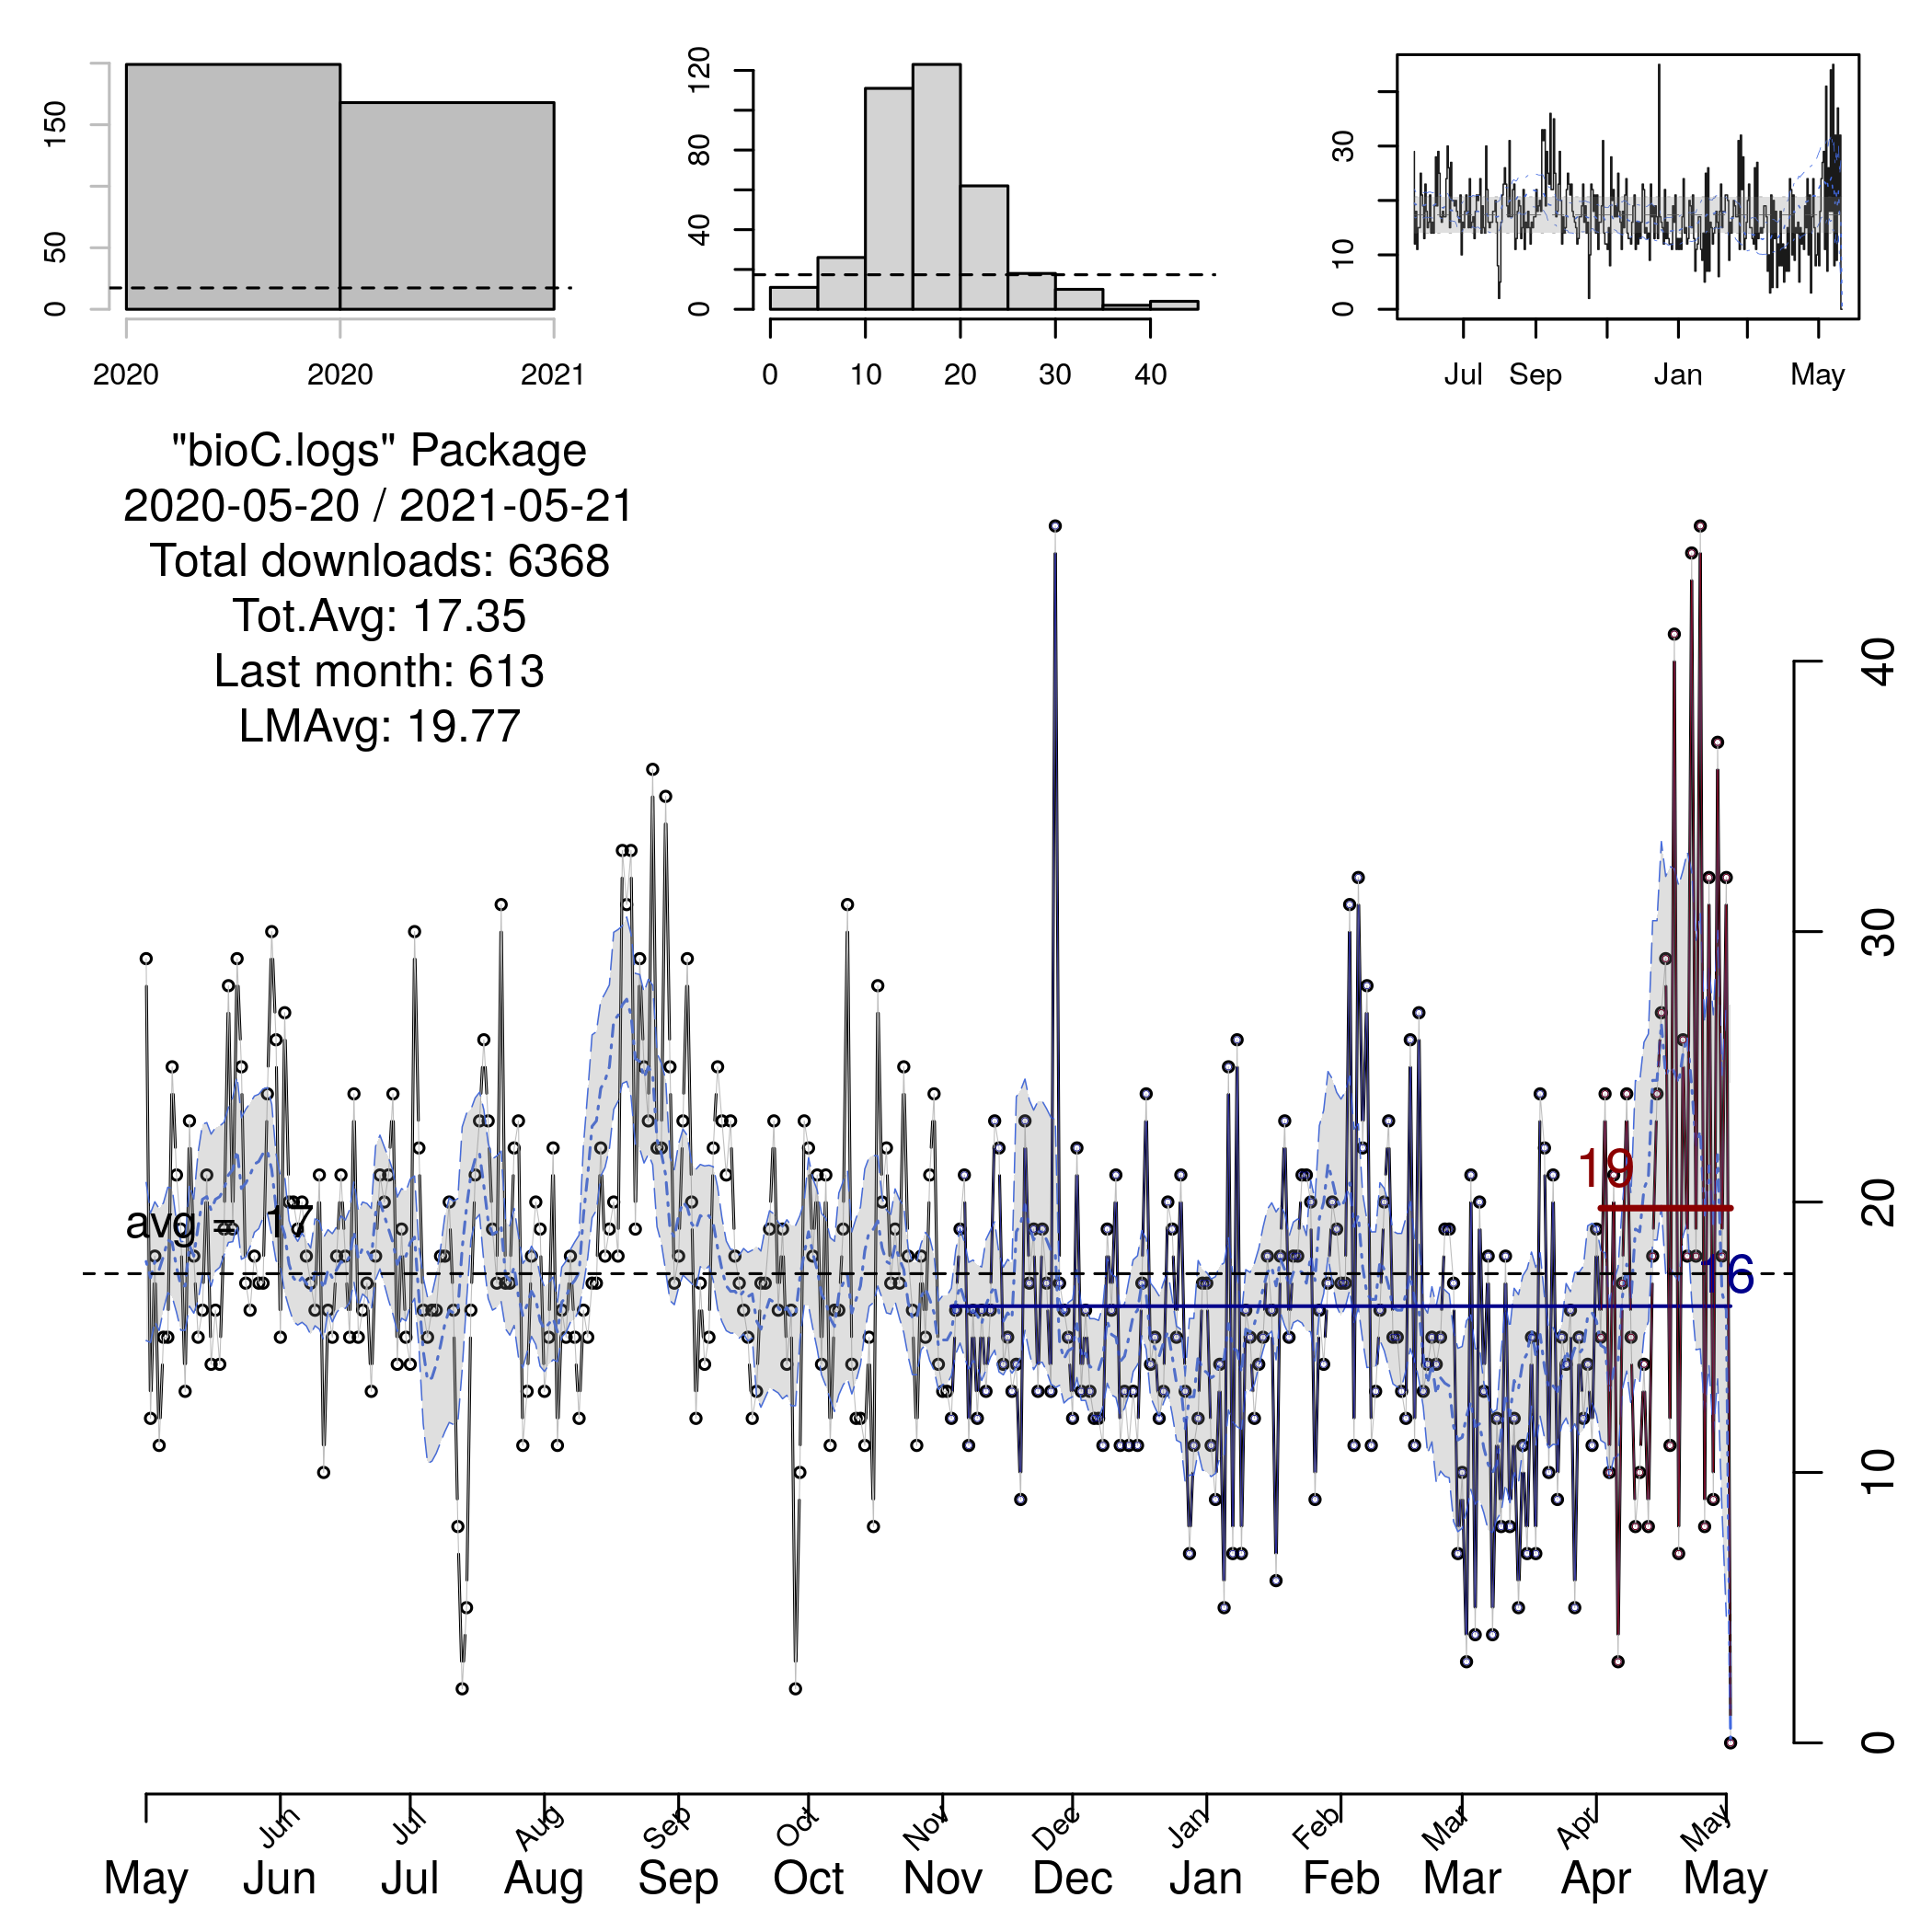 150
50
0
2020 2020 2021
120
80
40
0
0 10 20 30 40
30
10
0
Jul Sep Jan May
"bioC.logs" Package
2020-05-20 / 2021-05-21
Total downloads: 6368
Tot.Avg: 17.35
Last month: 613
LMAvg: 19.77
avg = 17
19
16
40
30
20
10
0
Jun Jul Aug Sep Oct Nov Dec Jan Feb Mar Apr May
May Jun Jul Aug Sep Oct Nov Dec Jan Feb Mar Apr May